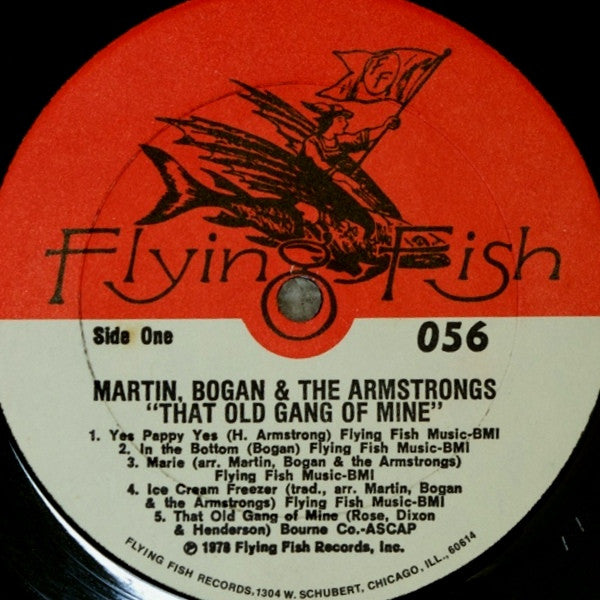 FF
Flying Fish
Side One 056
MARTIN, BOGAN & THE ARMSTRONGS
"THAT OLD GANG OF MINE"
1. Yes Pappy Yes (H. Armstrong) Flying Fish Music-BMI
2. In the Bottom (Bogan) Flying Fish Music-BMI
3. Marie (arr. Martin, Bogan & the Armstrongs)
Flying Fish Music-BMI
4. Ice Cream Freezer (trad., arr. Martin, Bogan
& the Armstrongs) Flying Fish Music-BMI
5. That Old Gang of Mine (Rose, Dixon
& Henderson) Bourne Co.-ASCAP
℗ 1978 Flying Fish Records, Inc.
FLYING FISH RECORDS, 1304 W. SCHUBERT, CHICAGO, ILL., 60614